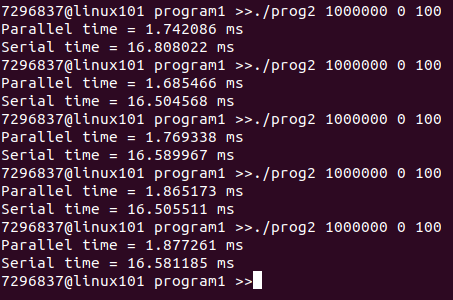 7296837@linux101 program1 >>./prog2 1000000 0 100
Parallel time = 1.742086 ms
Serial time = 16.808022 ms
7296837@linux101 program1 >>./prog2 1000000 0 100
Parallel time = 1.685466 ms
Serial time = 16.504568 ms
7296837@linux101 program1 >>./prog2 1000000 0 100
Parallel time = 1.769338 ms
Serial time = 16.589967 ms
7296837@linux101 program1 >>./prog2 1000000 0 100
Parallel time = 1.865173 ms
Serial time = 16.505511 ms
7296837@linux101 program1 >>./prog2 1000000 0 100
Parallel time = 1.877261 ms
Serial time = 16.581185 ms
7296837@linux101 program1 >>